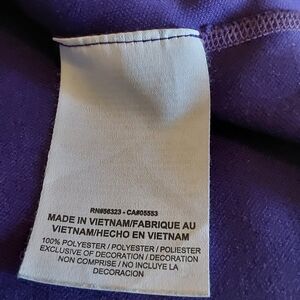 RN#56323 - CA#05553
MADE IN VIETNAM/FABRIQUE AU
VIETNAM/HECHO EN VIETNAM
100% POLYESTER / POLYESTER / POLIESTER
EXCLUSIVE OF DECORATION / DECORATION
NON COMPRISE / NO INCLUYE LA
DECORACION